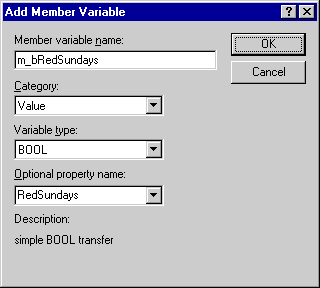 Add Member Variable
Member variable name:
m_bRedSundays
OK
Cancel
Category:
Value
Variable type:
BOOL
Optional property name:
RedSundays
Description:
simple BOOL transfer